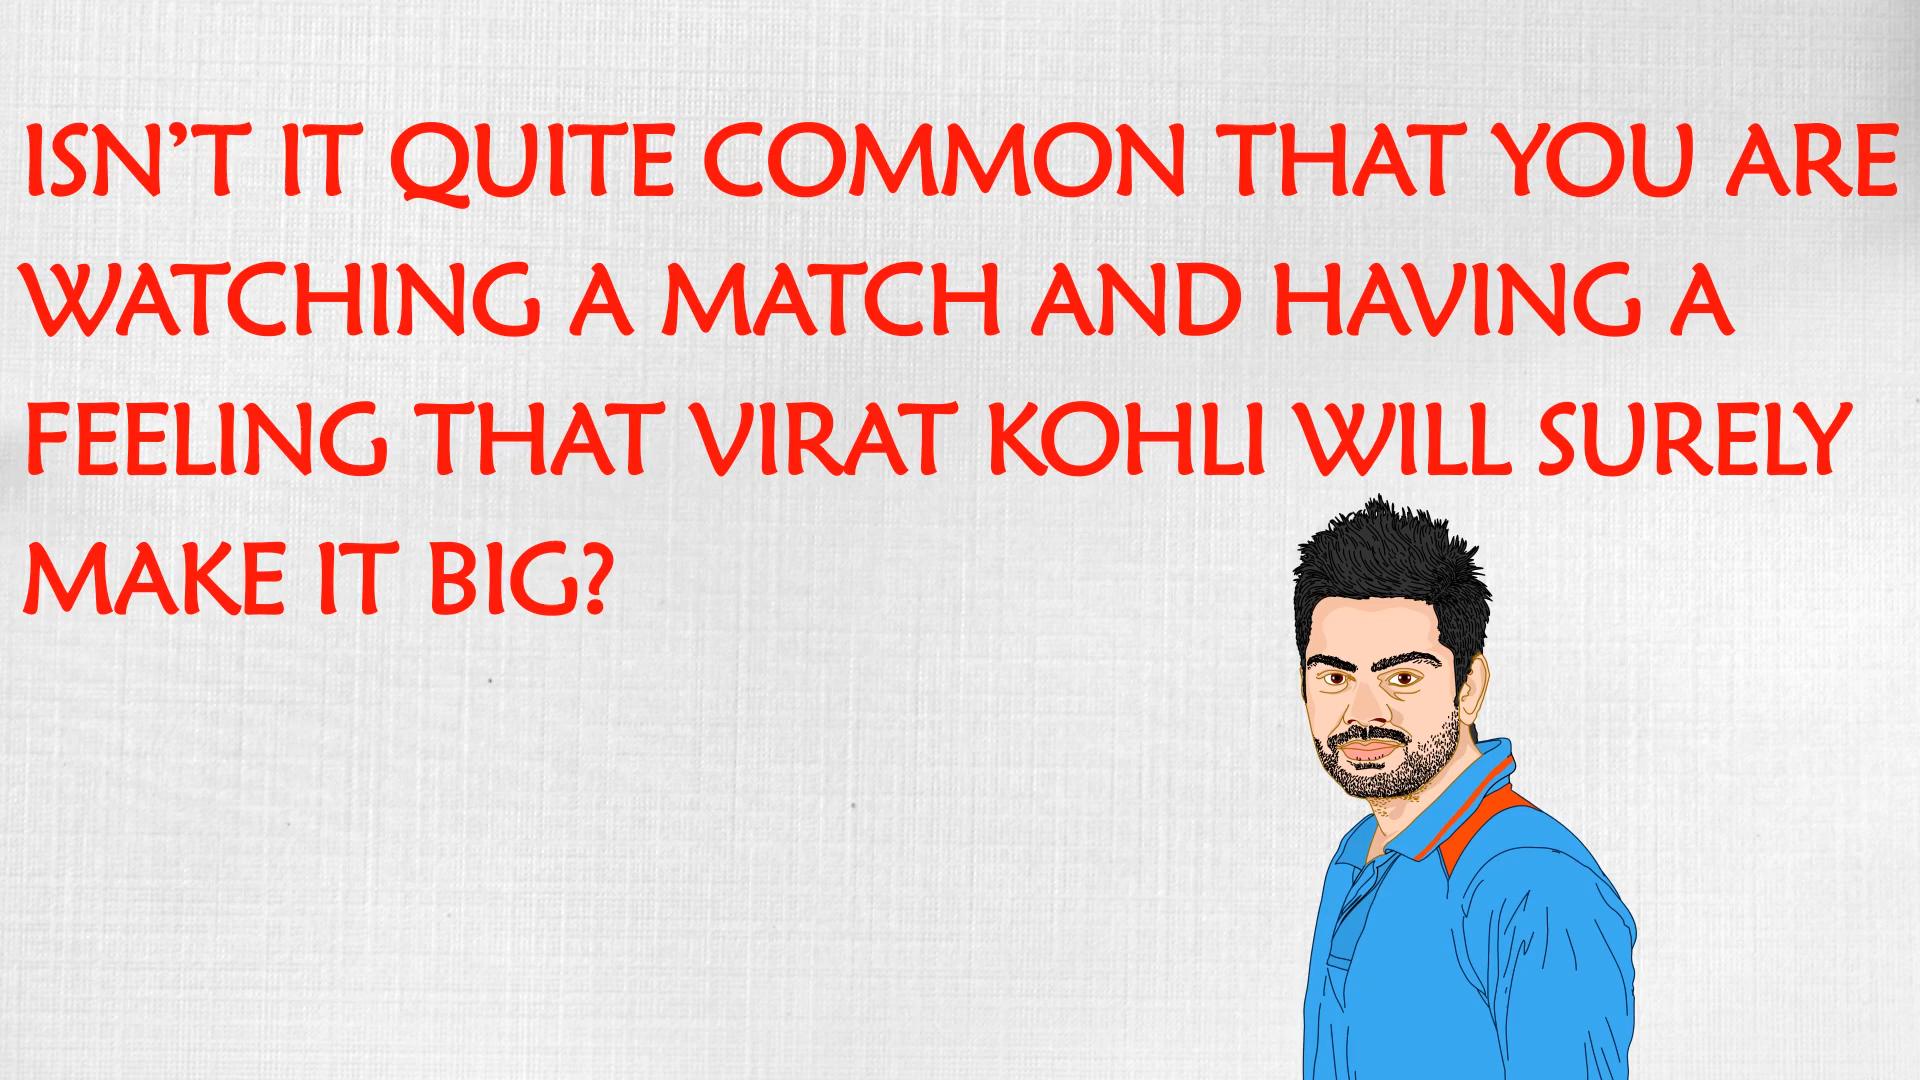 ISN’T IT QUITE COMMON THAT YOU ARE
WATCHING A MATCH AND HAVING A
FEELING THAT VIRAT KOHLI WILL SURELY
MAKE IT BIG?